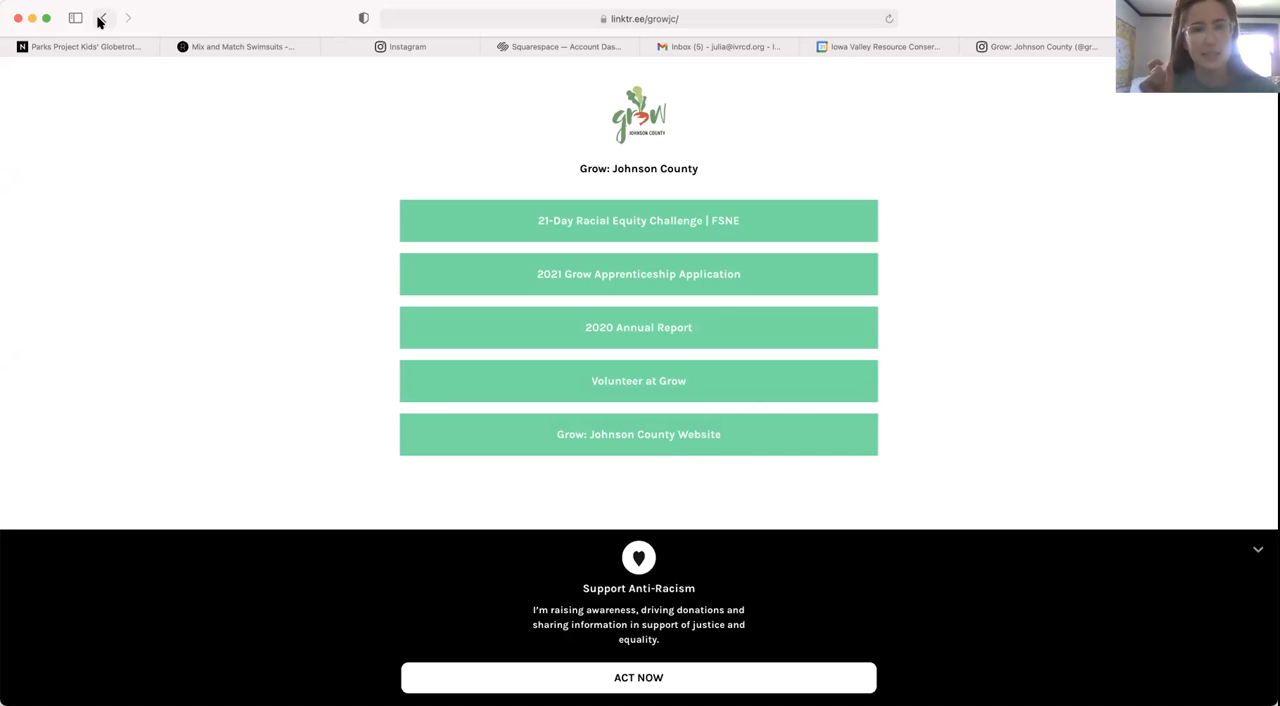 linktr.ee/growjc/
Parks Project Kids' Globetrot...
Mix and Match Swimsuits -...
Instagram
Squarespace — Account Das...
Inbox (5) - julia@ivrcd.org - I...
Iowa Valley Resource Conser...
Grow: Johnson County (@gr...
grow
JOHNSON COUNTY
Grow: Johnson County
21-Day Racial Equity Challenge | FSNE
2021 Grow Apprenticeship Application
2020 Annual Report
Volunteer at Grow
Grow: Johnson County Website
Support Anti-Racism
I'm raising awareness, driving donations and
sharing information in support of justice and
equality.
ACT NOW